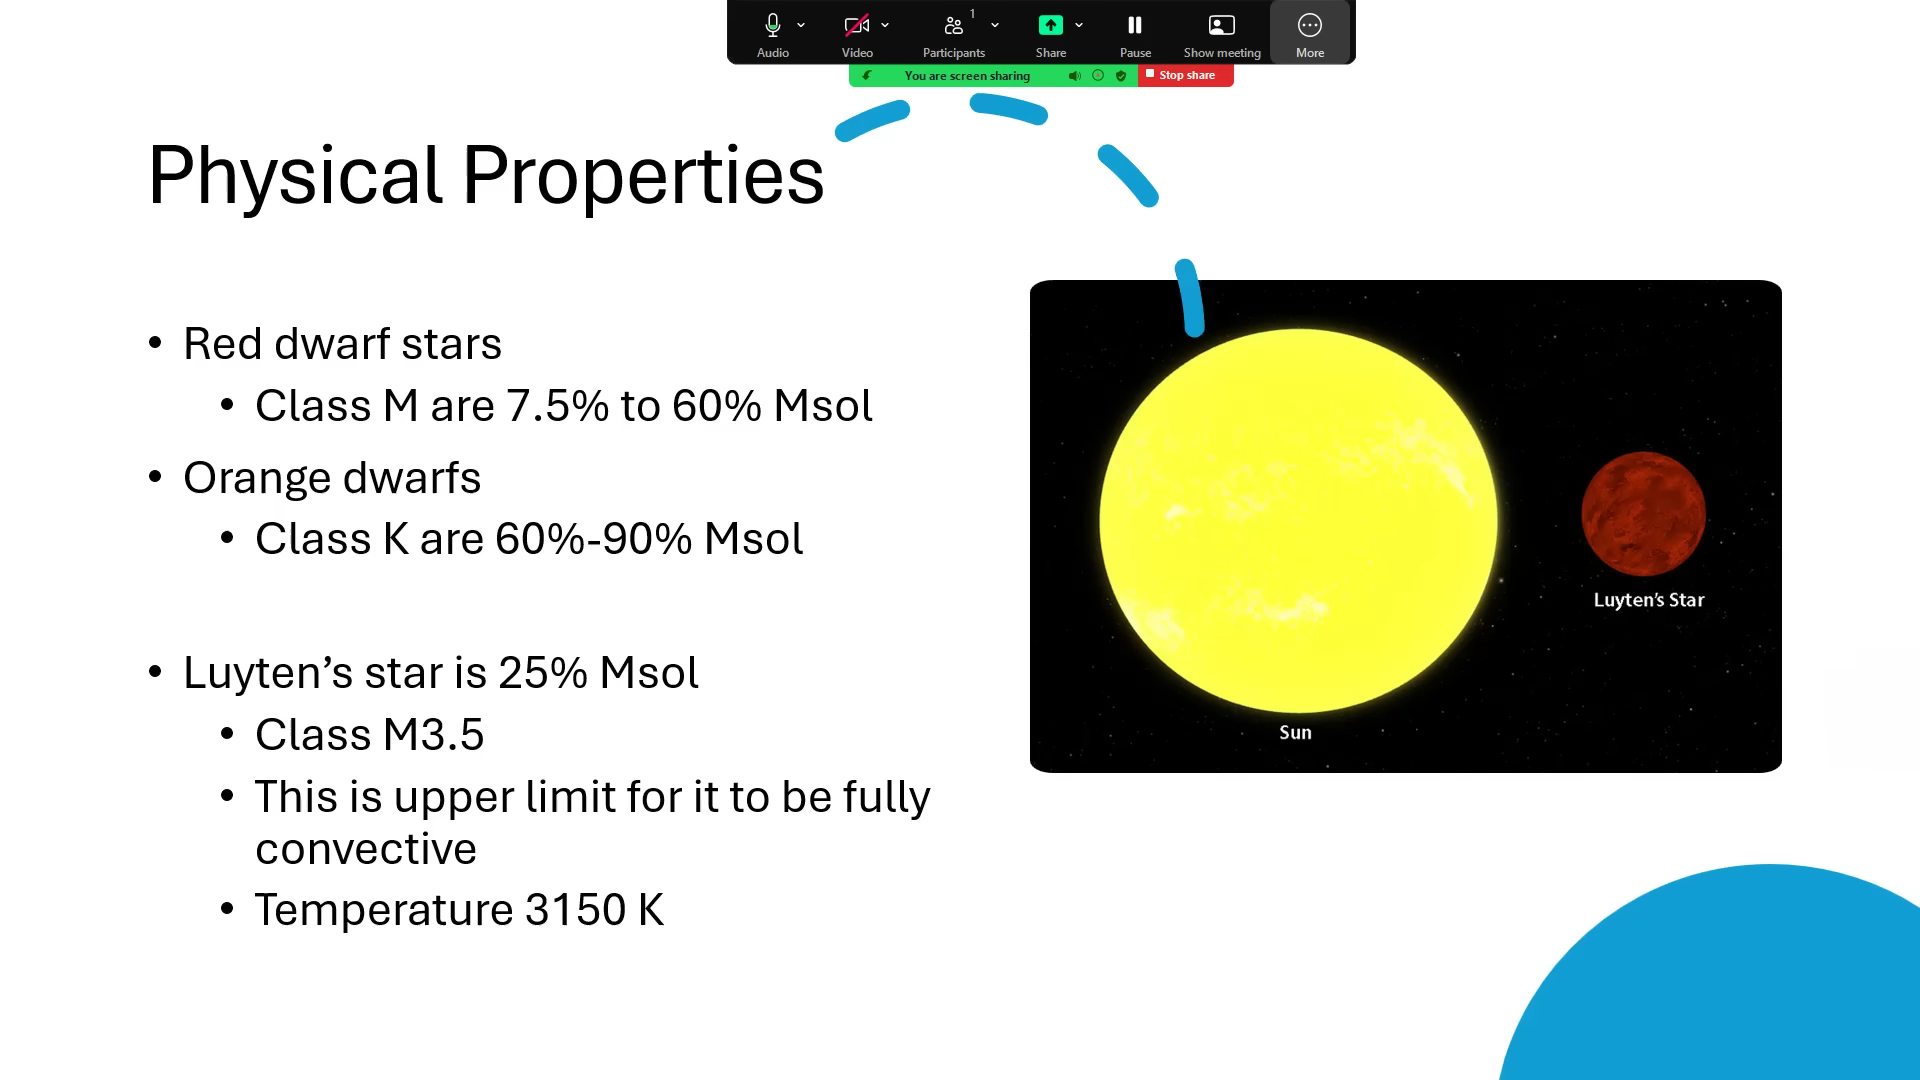 1
Audio
Video
Participants
Share
Pause
Show meeting
More
You are screen sharing
Stop share
Physical Properties
• Red dwarf stars
• Class M are 7.5% to 60% Msol
• Orange dwarfs
• Class K are 60%-90% Msol
• Luyten’s star is 25% Msol
• Class M3.5
• This is upper limit for it to be fully
convective
• Temperature 3150 K
Luyten’s Star
Sun